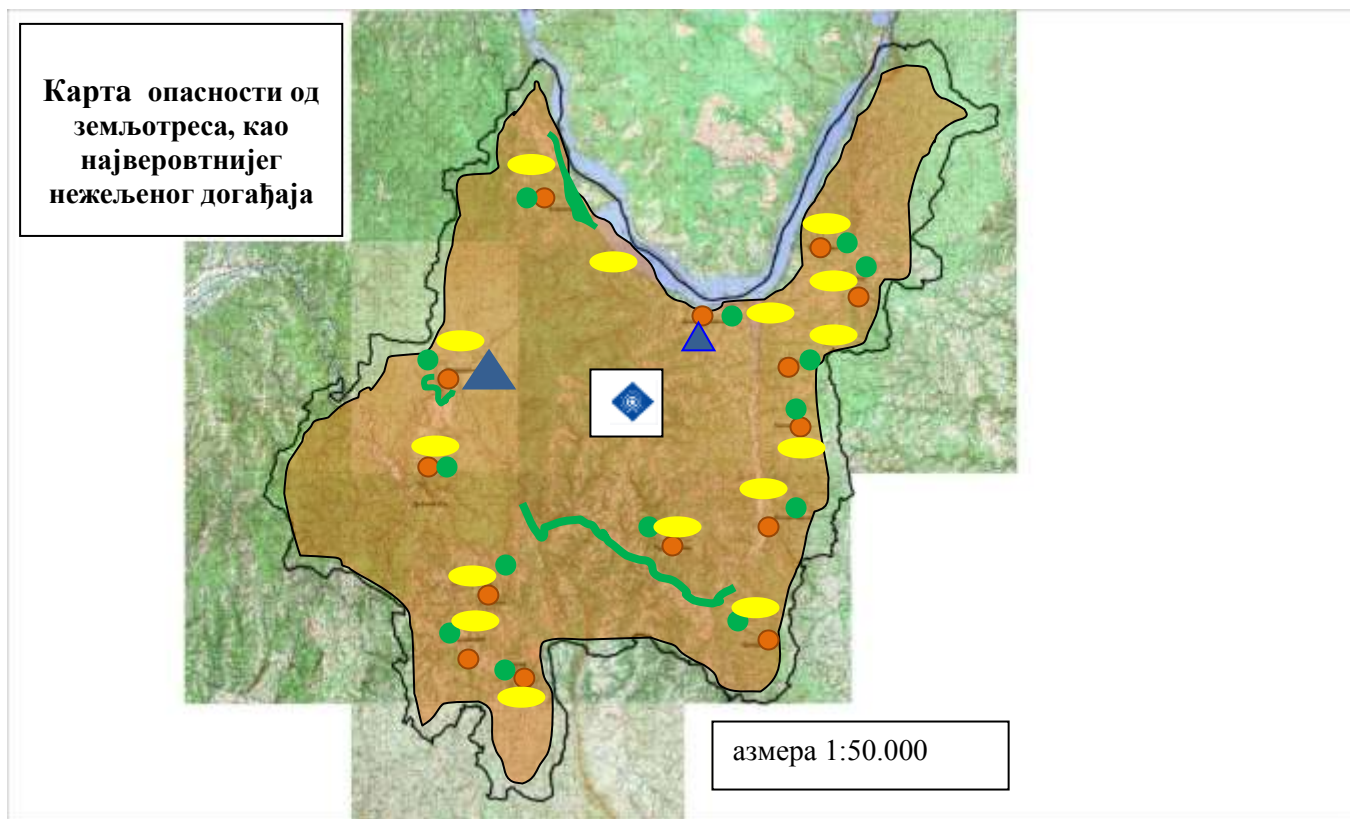 Карта опасности од
земљотреса, као
највероватнијег
нежељеног догађаја
азмера 1:50.000